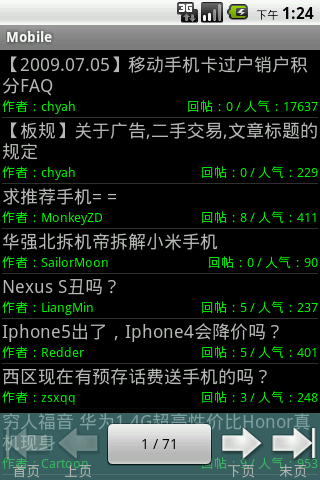 3G 下午 1:24
Mobile
【2009.07.05】移动手机卡过户销户积
分FAQ
作者：chyah 回帖：0 / 人气：17637
【板规】关于广告,二手交易,文章标题的
规定
作者：chyah 回帖：0 / 人气：229
求推荐手机= =
作者：MonkeyZD 回帖：8 / 人气：411
华强北拆机帝拆解小米手机
作者：SailorMoon 回帖：0 / 人气：90
Nexus S丑吗？
作者：LiangMin 回帖：5 / 人气：237
Iphone5出了，Iphone4会降价吗？
作者：Redder 回帖：5 / 人气：401
西区现在有预存话费送手机的吗？
作者：zsxqq 回帖：3 / 人气：248
穷人福音 华为1.4G超高性价比Honor真
机现身
1 / 71
作者：Cartoon 回帖：9 / 人气：953
首页 上页 下页 末页